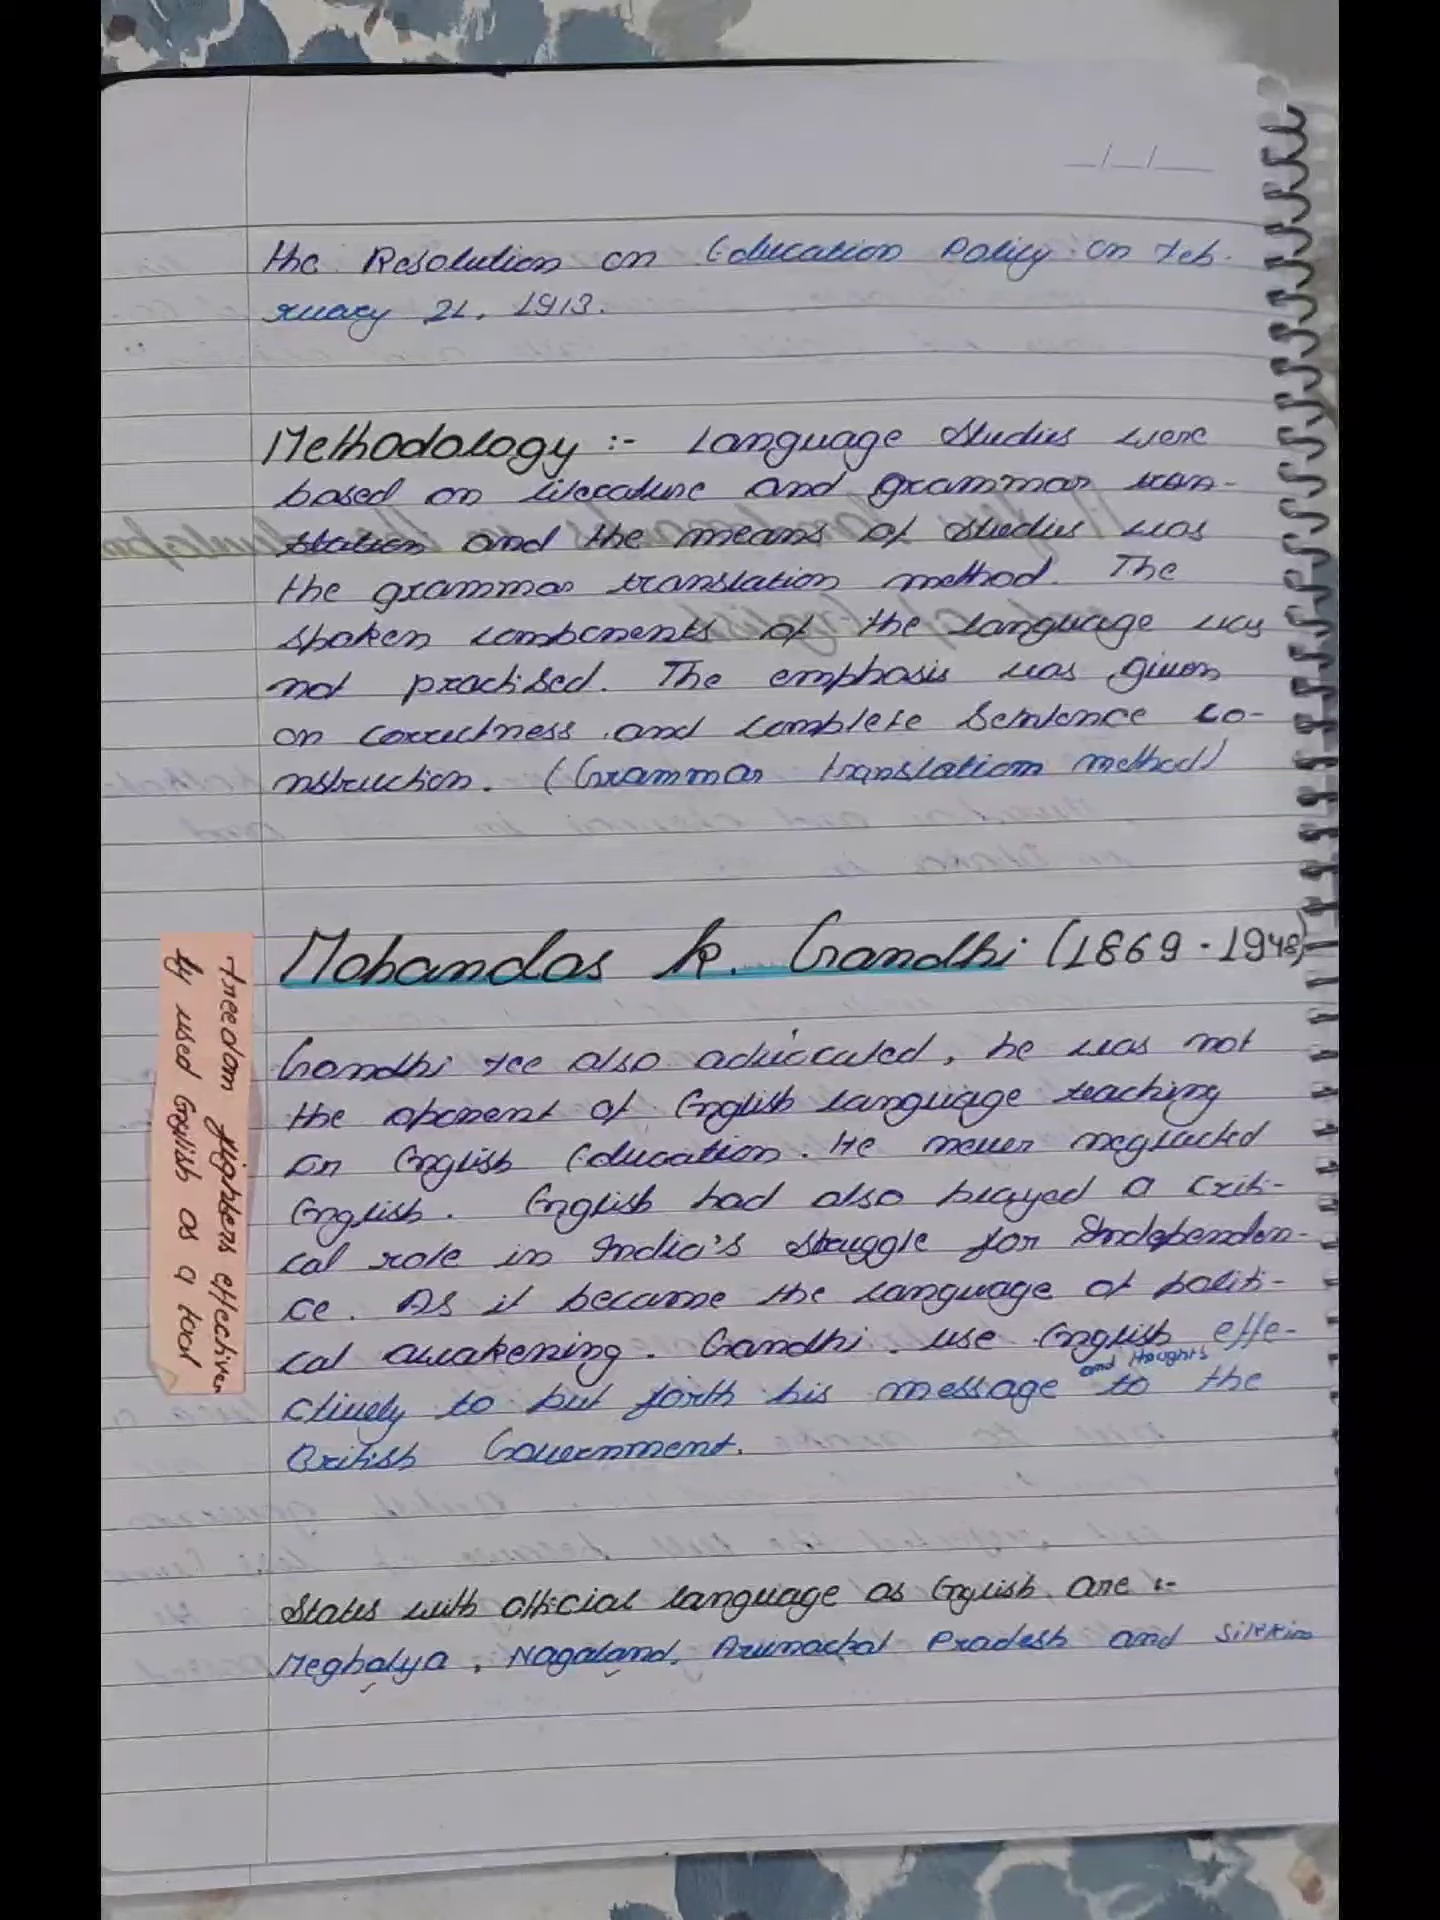 the Resolution on Education Policy on Feb-
ruary 21, 1913.
Methodology :- Language Studies were
based on literature and grammar tran-
slation and the means of studies was
the grammar translation method. The
spoken components of the language was
not practised. The emphasis was given
on correctness and complete Sentence co-
nstruction. (Grammar translation method)
Mohandas K. Gandhi (1869-1948)
Gandhi also advocated, he was not
the oponent of English language teaching
on English Education. He never neglected
English. English had also played a criti-
cal role in India's struggle for Independen-
ce. As it became the language of politi-
cal awakening. Gandhi use English effe-
ctively to put forth his message and thoughts to the
British Government.
States with official language as English are :-
Meghalya, Nagaland, Arunachal Pradesh and Sikkim
freedom fighters effective
ly used English as a tool